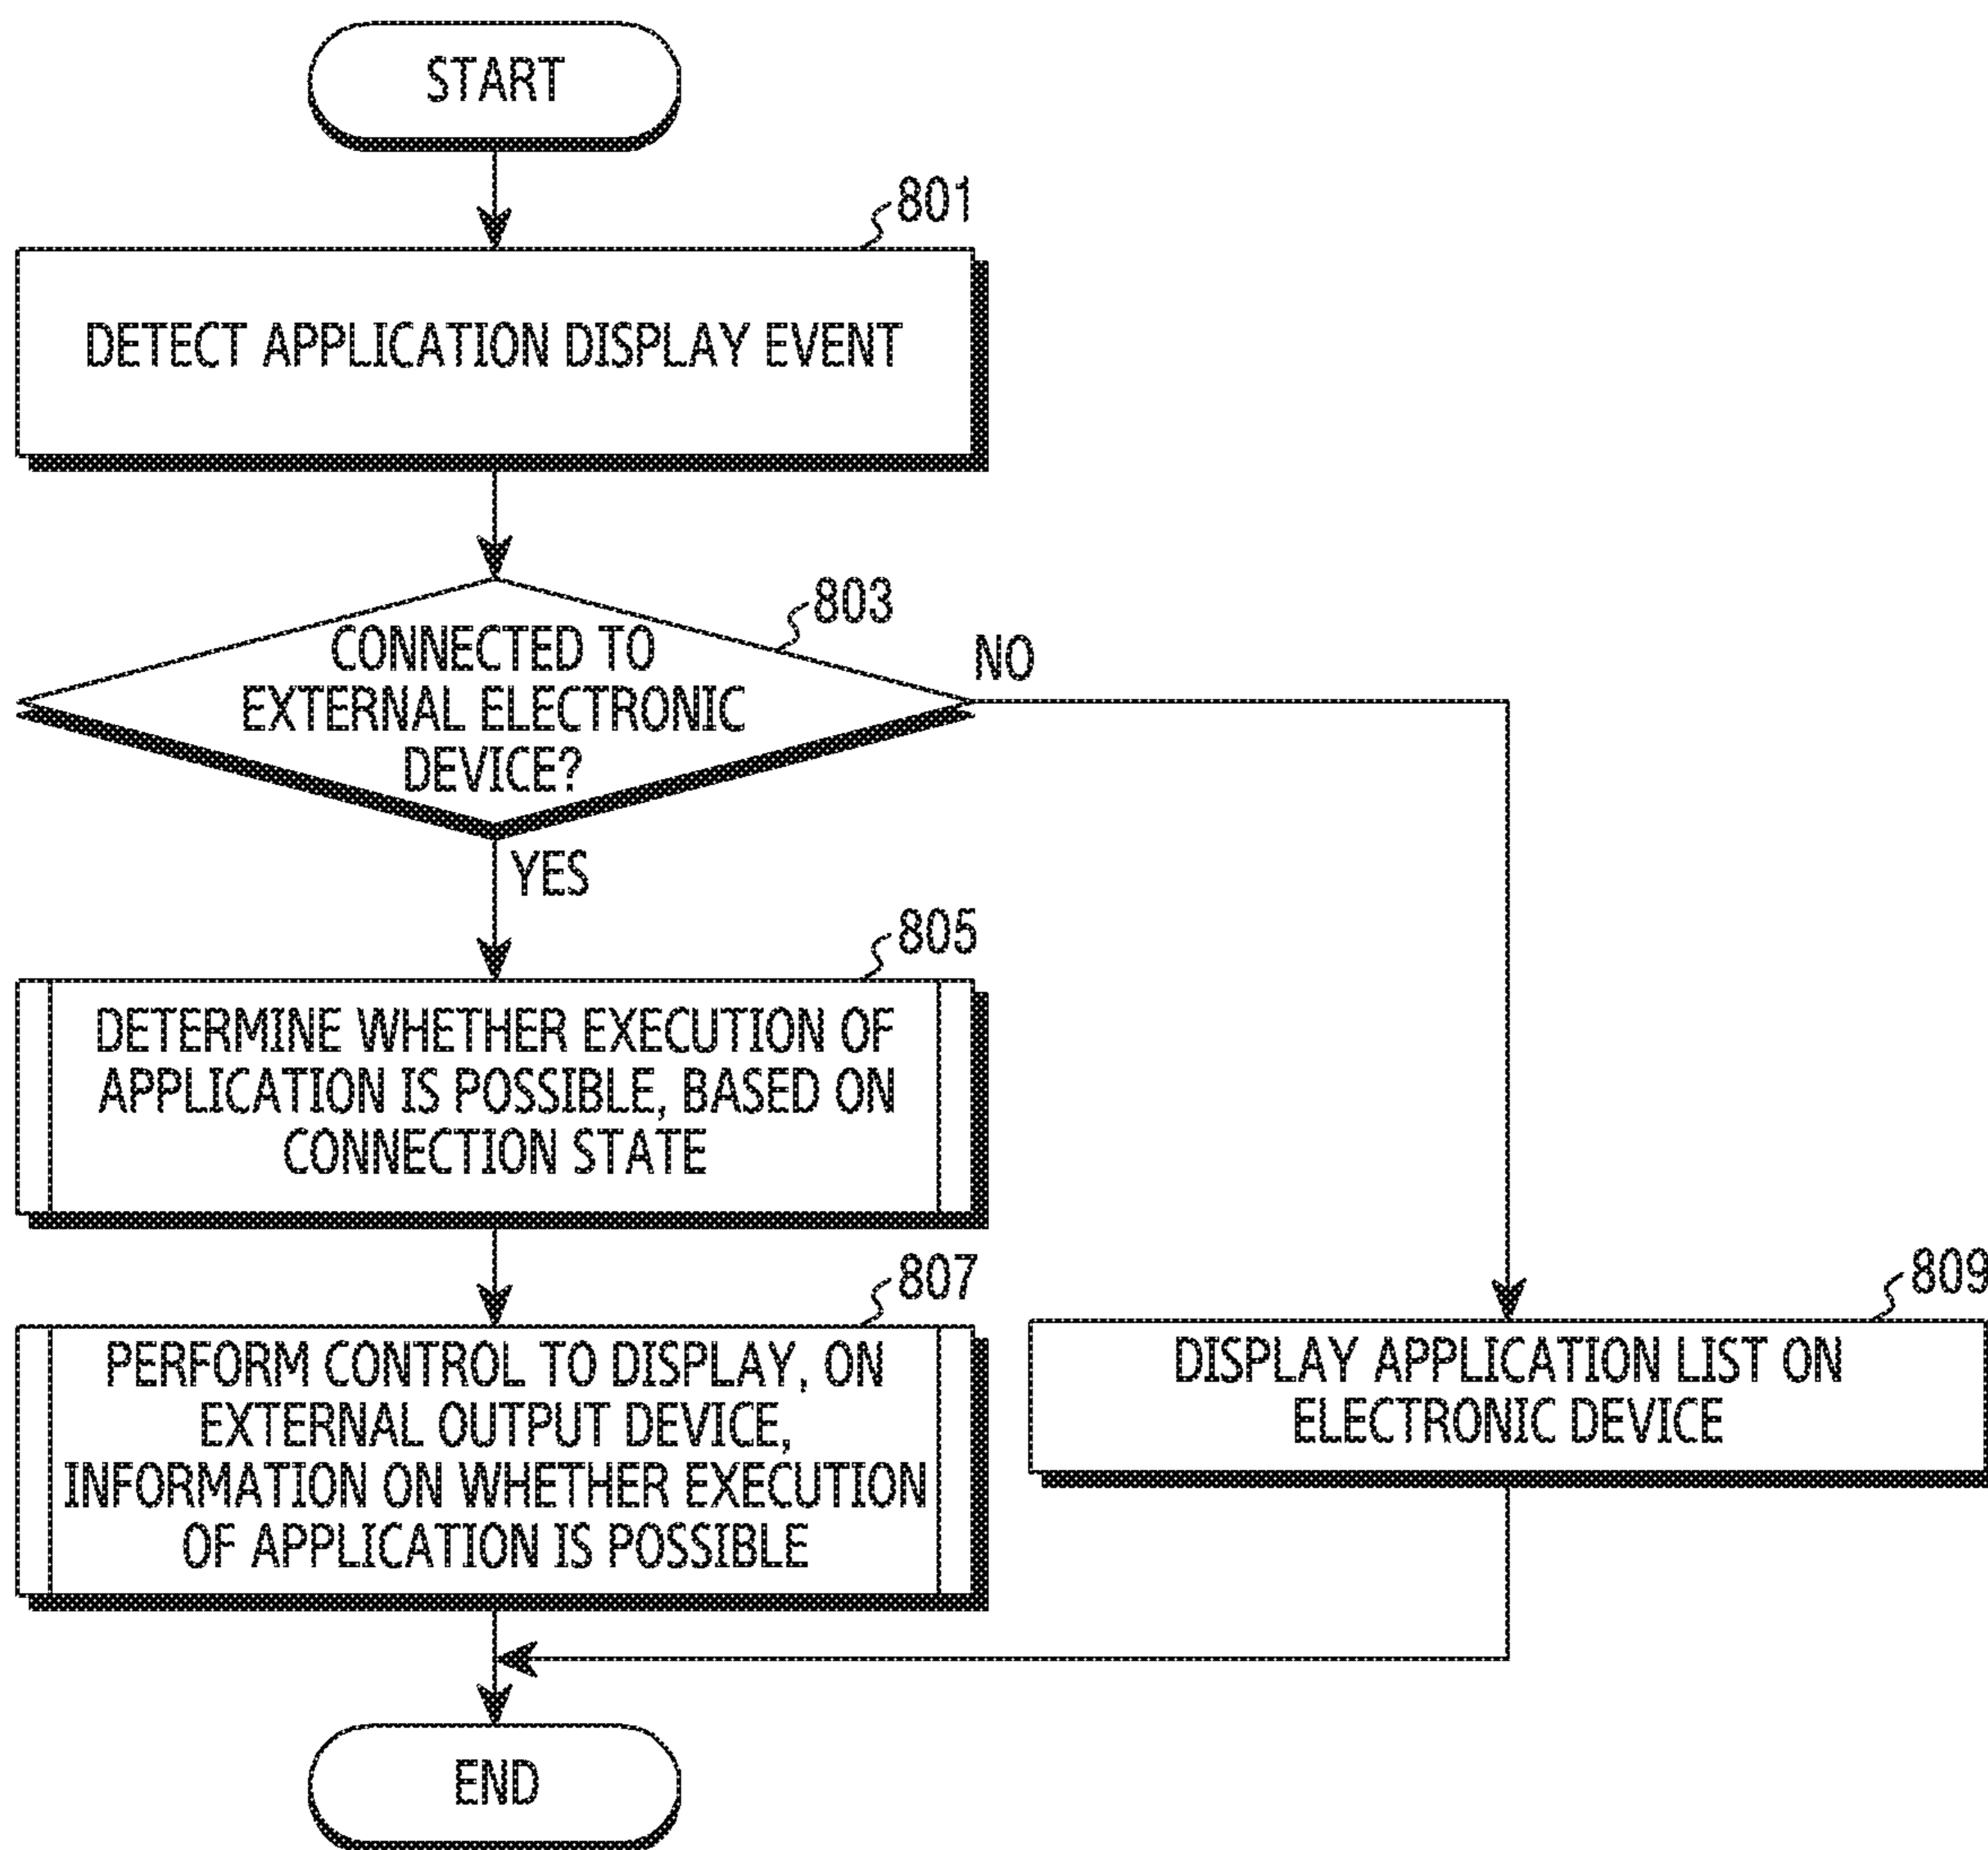 START
801
DETECT APPLICATION DISPLAY EVENT
803
CONNECTED TO
EXTERNAL ELECTRONIC
DEVICE?
NO
YES
805
DETERMINE WHETHER EXECUTION OF
APPLICATION IS POSSIBLE, BASED ON
CONNECTION STATE
807
PERFORM CONTROL TO DISPLAY, ON
EXTERNAL OUTPUT DEVICE,
INFORMATION ON WHETHER EXECUTION
OF APPLICATION IS POSSIBLE
809
DISPLAY APPLICATION LIST ON
ELECTRONIC DEVICE
END